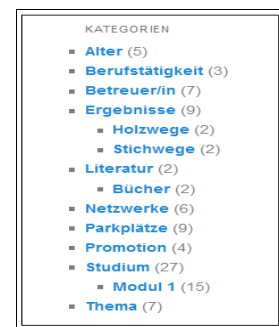 KATEGORIEN
Alter (5)
Berufstätigkeit (3)
Betreuer/in (7)
Ergebnisse (9)
Holzwege (2)
Stichwege (2)
Literatur (2)
Bücher (2)
Netzwerke (6)
Parkplätze (9)
Promotion (4)
Studium (27)
Modul 1 (15)
Thema (7)